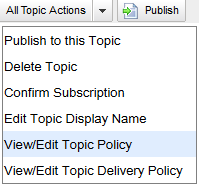 All Topic Actions Publish
Publish to this Topic
Delete Topic
Confirm Subscription
Edit Topic Display Name
View/Edit Topic Policy
View/Edit Topic Delivery Policy